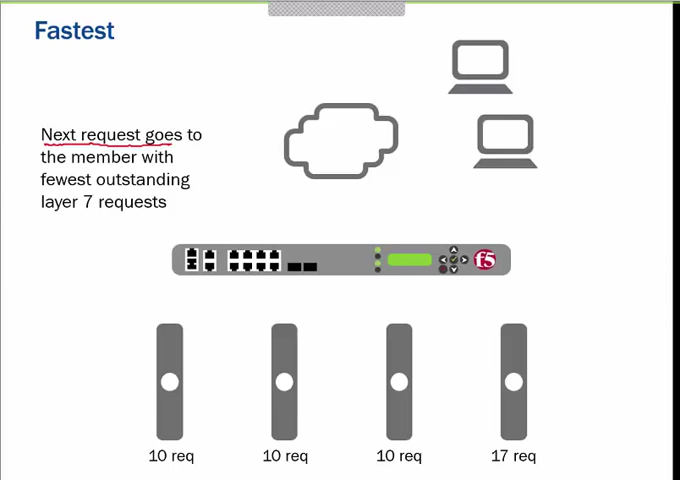 Fastest
Next request goes to
the member with
fewest outstanding
layer 7 requests
f5
10 req
10 req
10 req
17 req